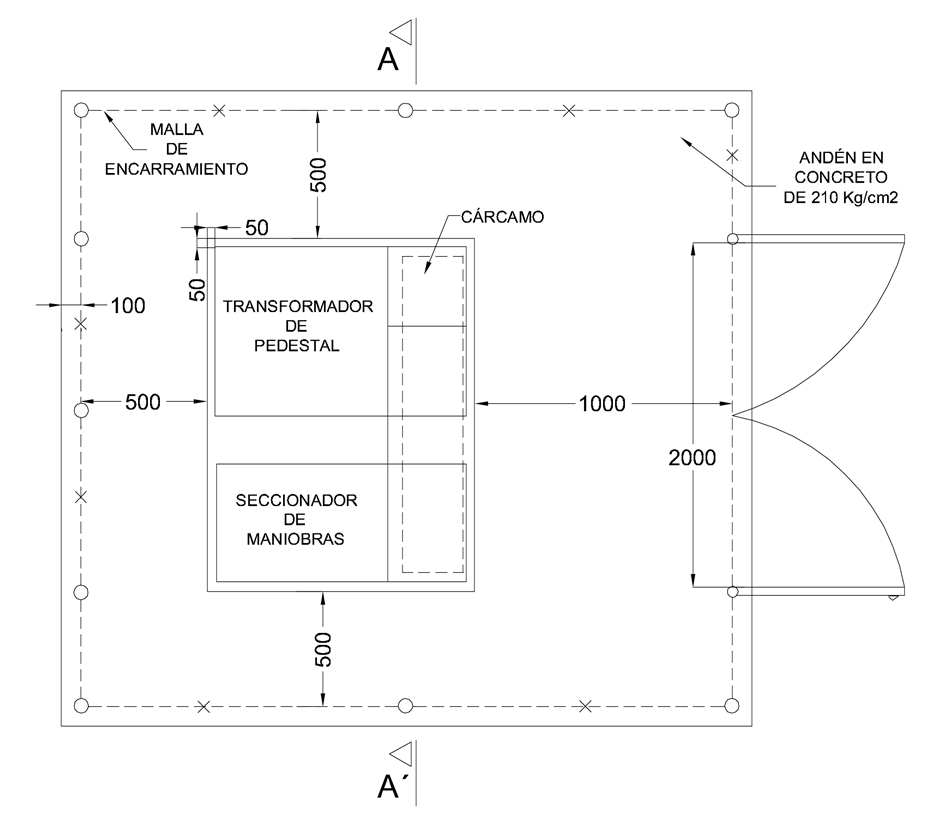 A
MALLA
DE
ENCARRAMIENTO
500
ANDÉN EN
CONCRETO
DE 210 Kg/cm2
50
CÁRCAMO
50
100
TRANSFORMADOR
DE
PEDESTAL
500
1000
2000
SECCIONADOR
DE
MANIOBRAS
500
A´